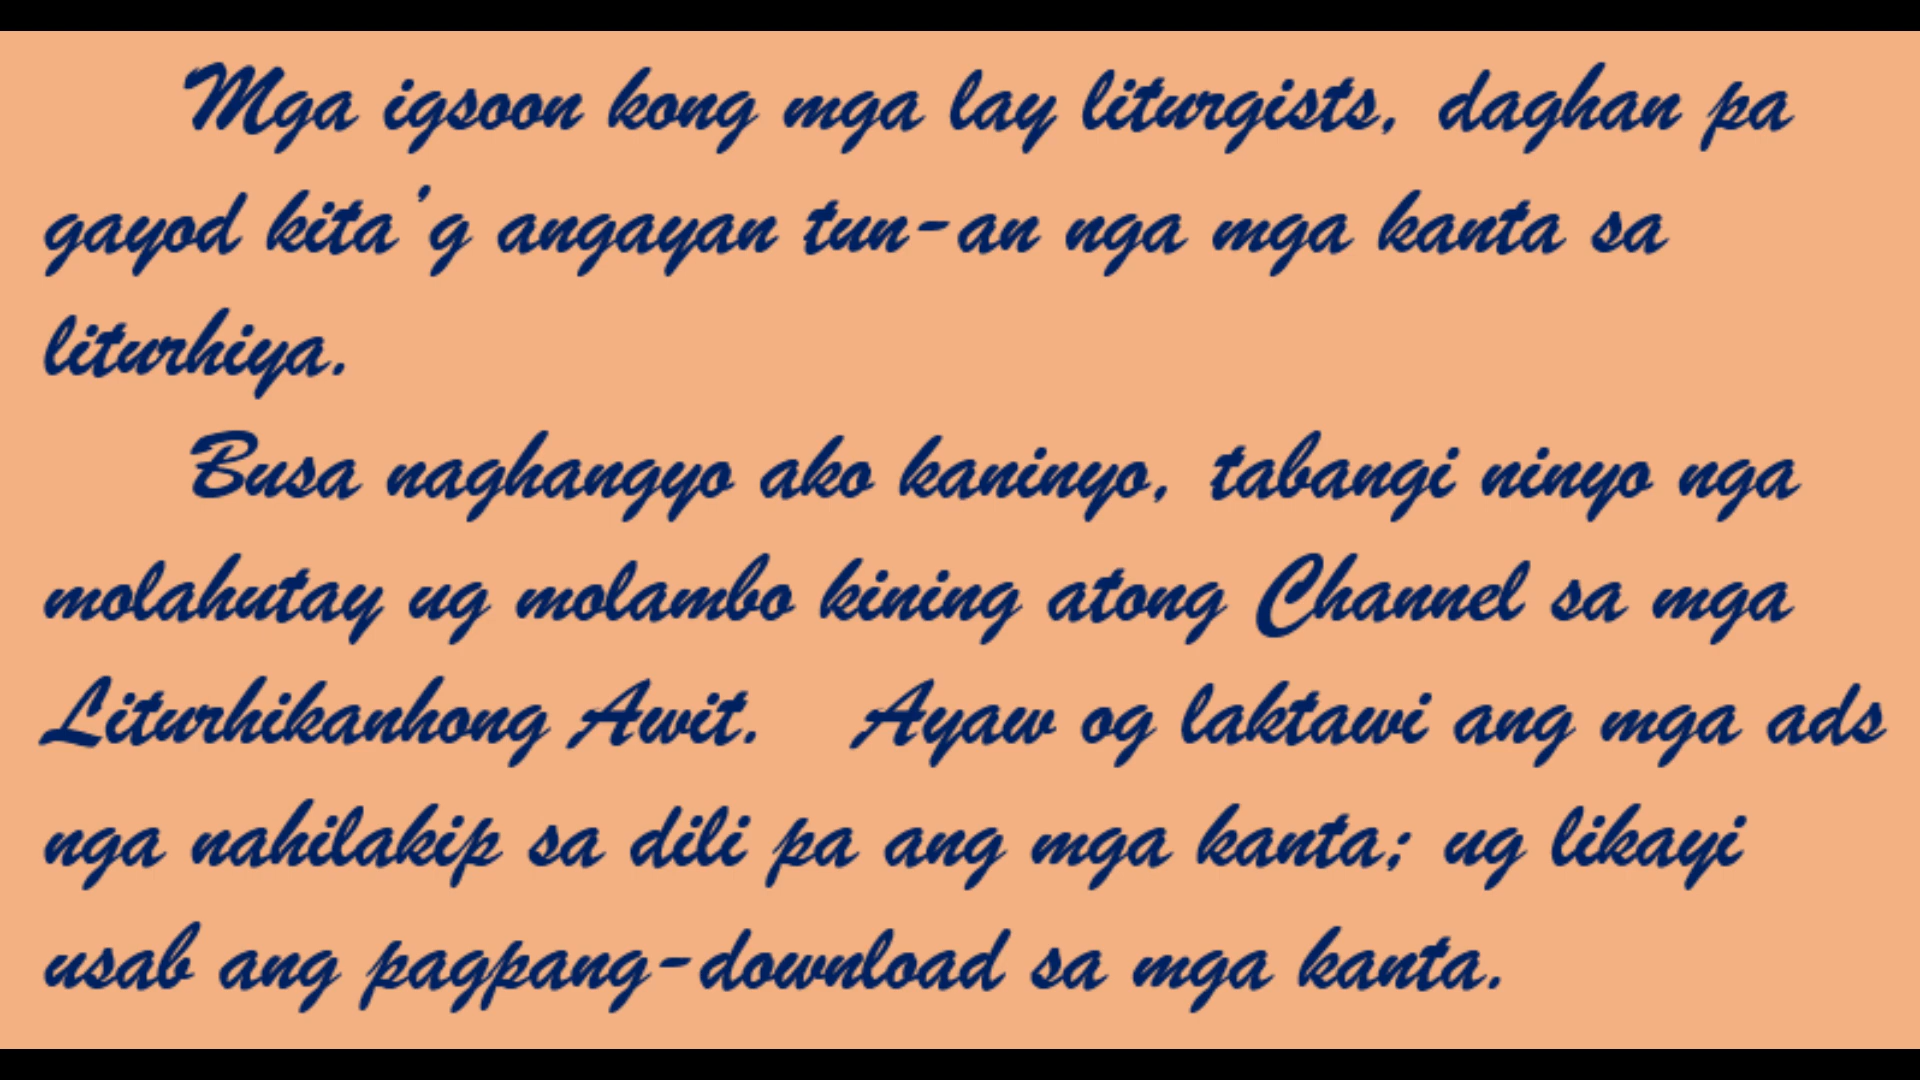 Mga igsoon kong mga lay liturgists, daghan pa
gayod kita'g angayan tun-an nga mga kanta sa
liturhiya.
Busa naghangyo ako kaninyo, tabangi ninyo nga
molahutay ug molambo kining atong Channel sa mga
Liturhikanhong Awit. Ayaw og laktawi ang mga ads
nga nahilakip sa dili pa ang mga kanta; ug likayi
usab ang pagpang-download sa mga kanta.